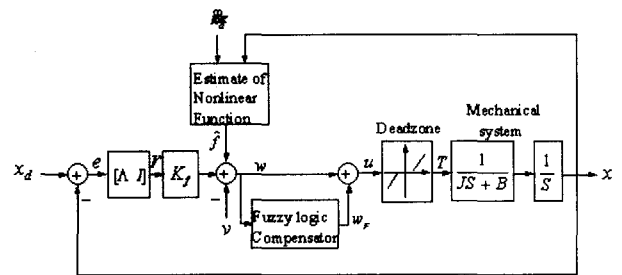 Estimate of
Nonlinear
Function
f̂
Deadzone
Mechanical
system
x_d
+
e
[Λ I]
r
K_f
+
w
+
u
T
1
JS + B
1
S
x
−
−
v
Fuzzy logic
Compensator
w_F